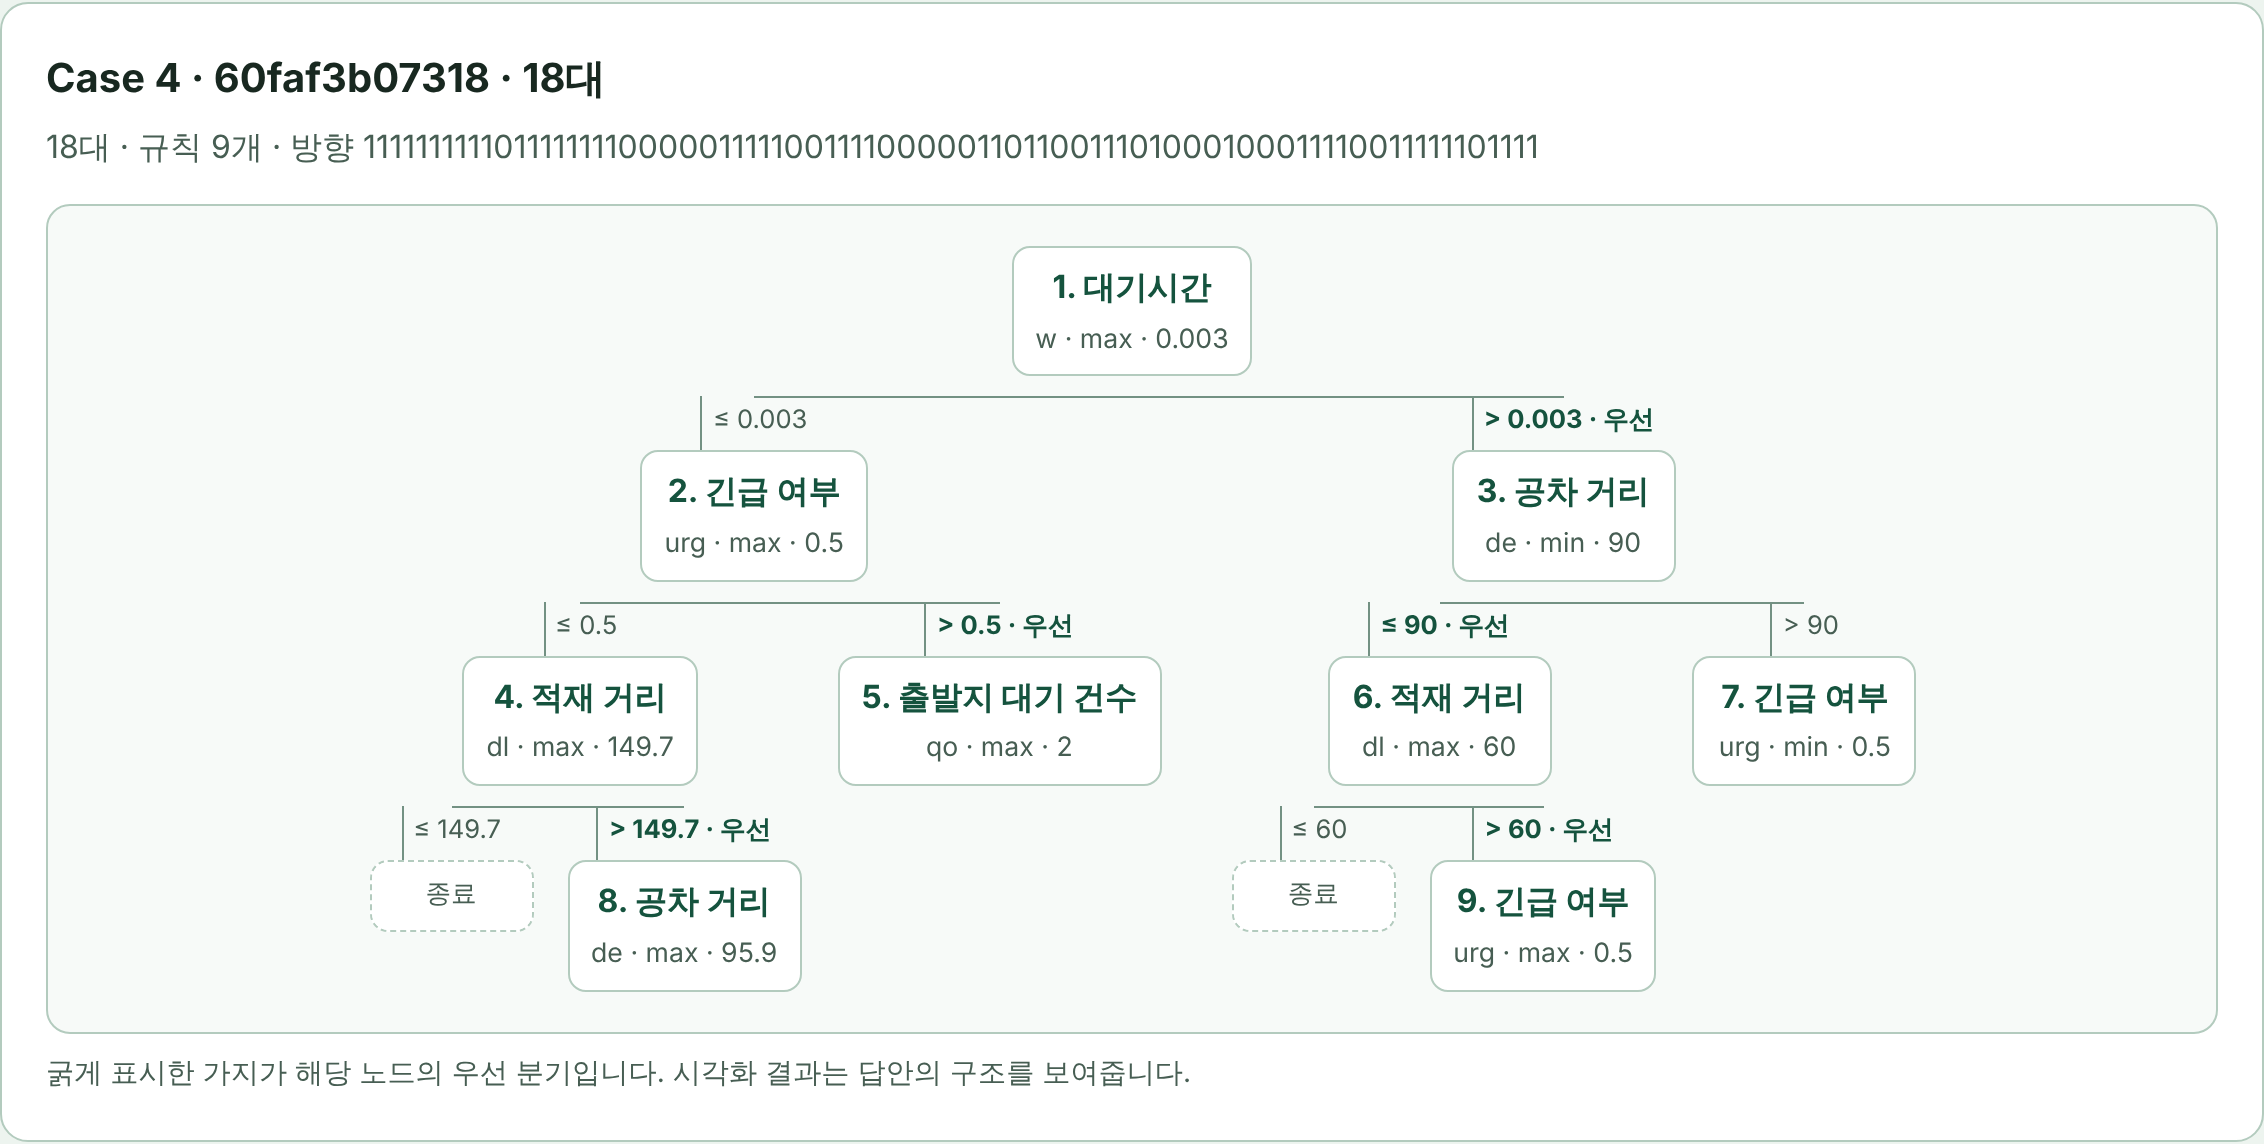 Case 4 · 60faf3b07318 · 18대
18대 · 규칙 9개 · 방향 111111111101111111110000011111001111000000110110011101000100011110011111101111
1. 대기시간
w · max · 0.003
≤ 0.003
> 0.003 · 우선
2. 긴급 여부
urg · max · 0.5
3. 공차 거리
de · min · 90
≤ 0.5
> 0.5 · 우선
≤ 90 · 우선
> 90
4. 적재 거리
dl · max · 149.7
5. 출발지 대기 건수
qo · max · 2
6. 적재 거리
dl · max · 60
7. 긴급 여부
urg · min · 0.5
≤ 149.7
> 149.7 · 우선
≤ 60
> 60 · 우선
종료
8. 공차 거리
de · max · 95.9
종료
9. 긴급 여부
urg · max · 0.5
굵게 표시한 가지가 해당 노드의 우선 분기입니다. 시각화 결과는 답안의 구조를 보여줍니다.